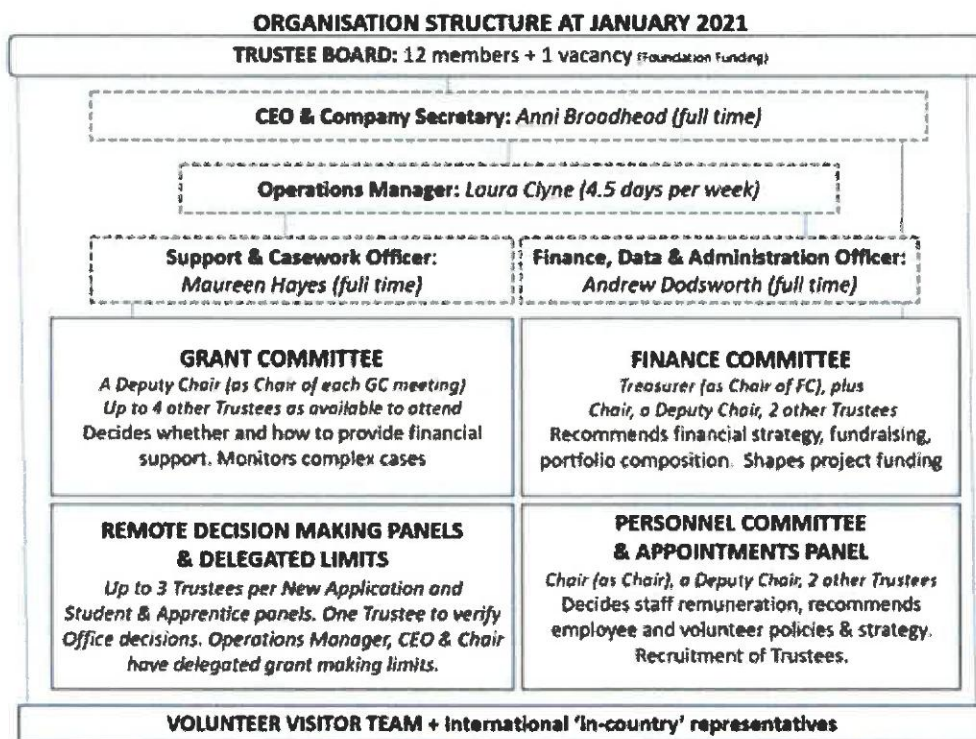 ORGANISATION STRUCTURE AT JANUARY 2021
TRUSTEE BOARD: 12 members + 1 vacancy (Foundation Funding)
CEO & Company Secretary: Anni Broodhead (full time)
Operations Manager: Laura Clyne (4.5 days per week)
Support & Casework Officer:
Maureen Hayes (full time)
Finance, Data & Administration Officer:
Andrew Dodsworth (full time)
GRANT COMMITTEE
A Deputy Chair (as Chair of each GC meeting)
Up to 4 other Trustees as available to attend
Decides whether and how to provide financial
support. Monitors complex cases
FINANCE COMMITTEE
Treasurer (as Chair of FC), plus
Chair, a Deputy Chair, 2 other Trustees
Recommends financial strategy, fundraising,
portfolio composition. Shapes project funding
REMOTE DECISION MAKING PANELS
& DELEGATED LIMITS
Up to 3 Trustees per New Application and
Student & Apprentice panels. One Trustee to verify
Office decisions. Operations Manager, CEO & Chair
have delegated grant making limits.
PERSONNEL COMMITTEE
& APPOINTMENTS PANEL
Chair (as Chair), a Deputy Chair, 2 other Trustees
Decides staff remuneration, recommends
employee and volunteer policies & strategy.
Recruitment of Trustees.
VOLUNTEER VISITOR TEAM + international 'in-country' representatives